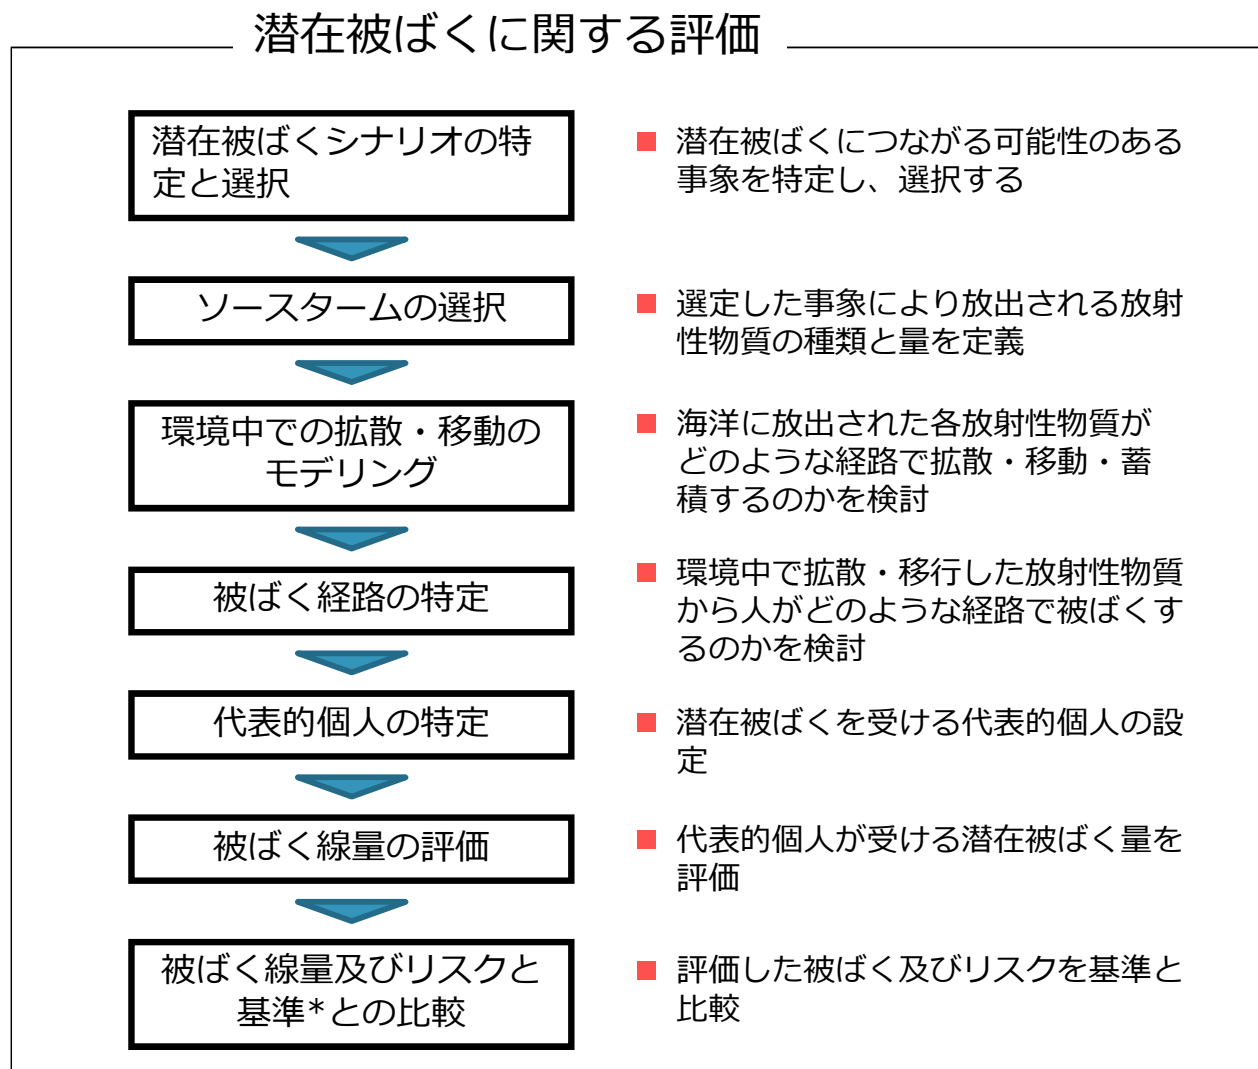 潜在被ばくに関する評価
潜在被ばくシナリオの特
定と選択
潜在被ばくにつながる可能性のある
事象を特定し、選択する
ソースタームの選択
選定した事象により放出される放射
性物質の種類と量を定義
環境中での拡散・移動の
モデリング
海洋に放出された各放射性物質が
どのような経路で拡散・移動・蓄
積するのかを検討
被ばく経路の特定
環境中で拡散・移行した放射性物質
から人がどのような経路で被ばくす
るのかを検討
代表的個人の特定
潜在被ばくを受ける代表的個人の設
定
被ばく線量の評価
代表的個人が受ける潜在被ばく量を
評価
被ばく線量及びリスクと
基準*との比較
評価した被ばく及びリスクを基準と
比較